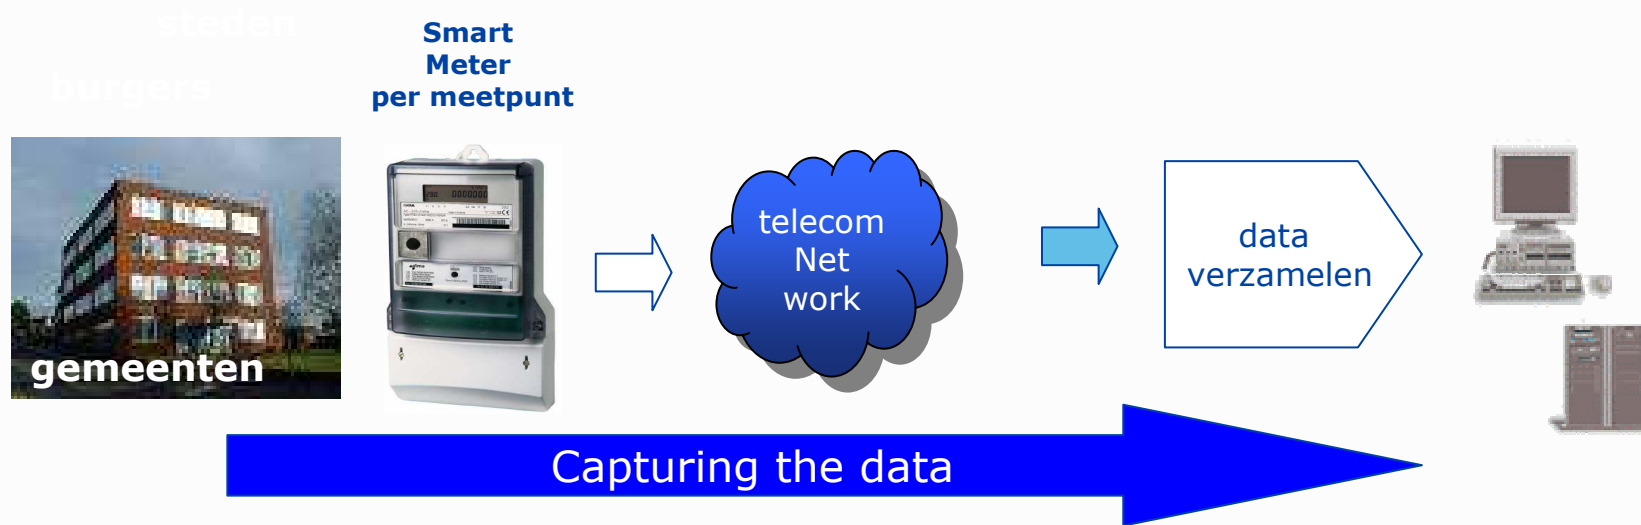 steden
burgers
Smart
Meter
per meetpunt
gemeenten
telecom
Net
work
data
verzamelen
Capturing the data